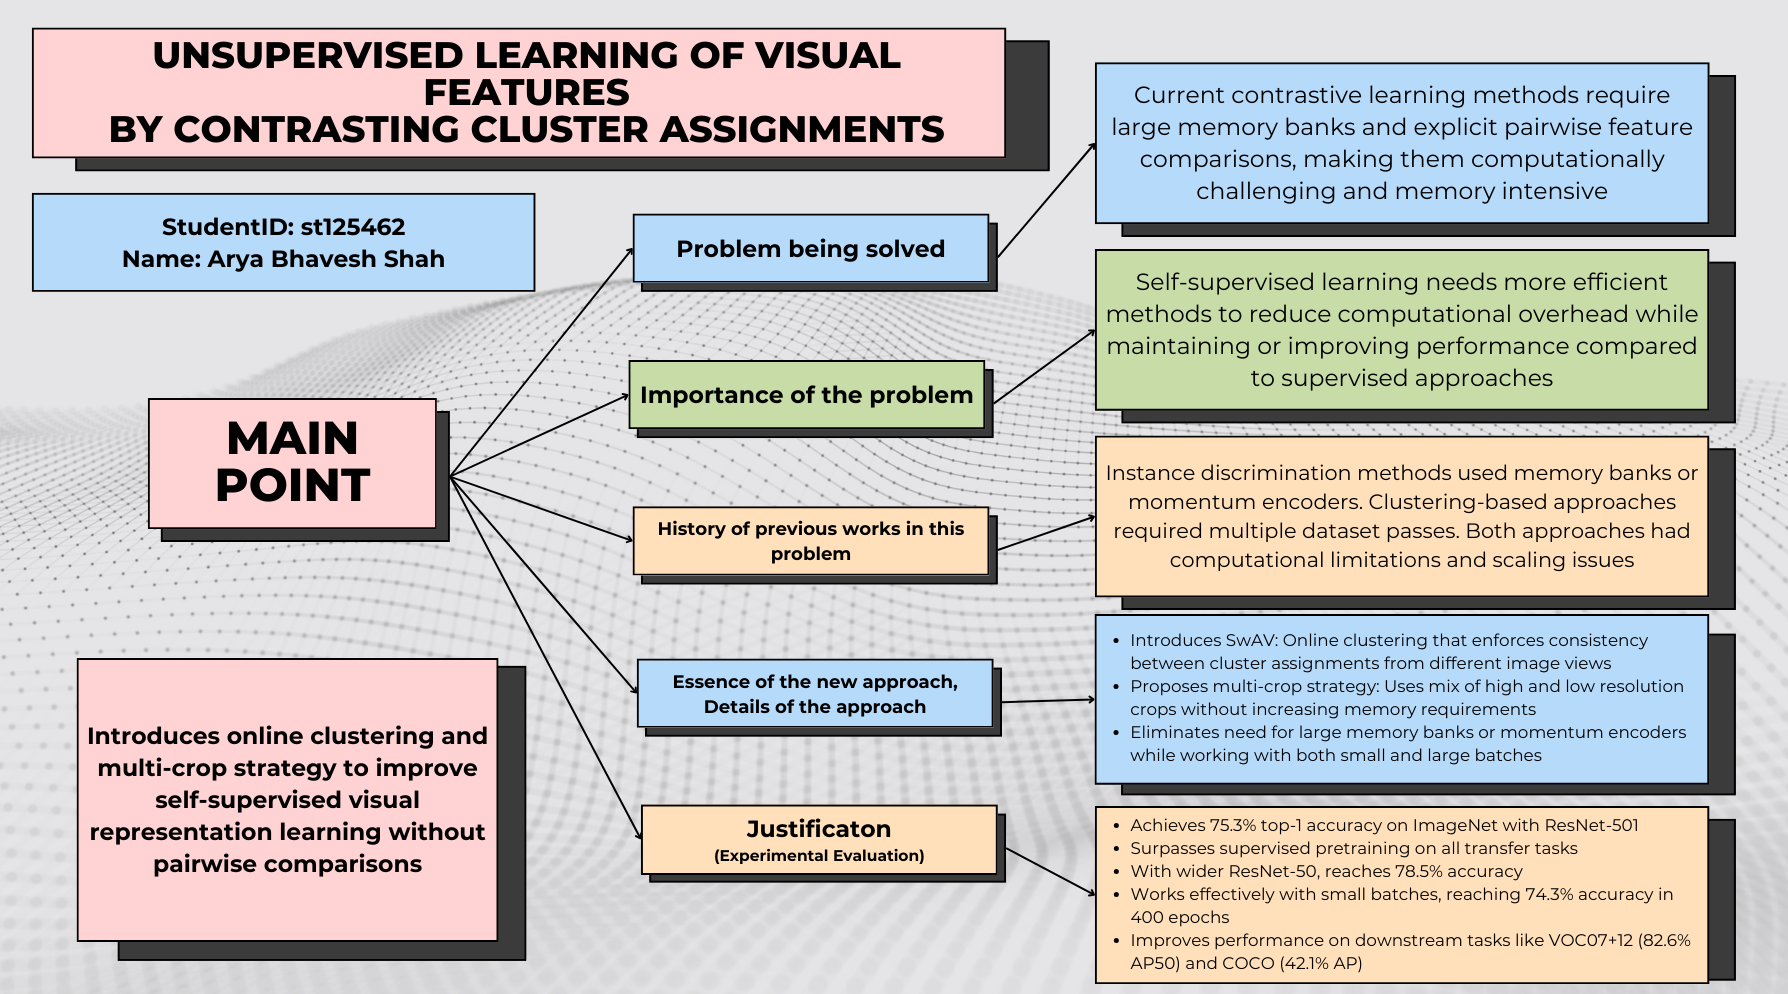 UNSUPERVISED LEARNING OF VISUAL
FEATURES
BY CONTRASTING CLUSTER ASSIGNMENTS
StudentID: st125462
Name: Arya Bhavesh Shah
MAIN
POINT
Introduces online clustering and
multi-crop strategy to improve
self-supervised visual
representation learning without
pairwise comparisons
Problem being solved
Current contrastive learning methods require
large memory banks and explicit pairwise feature
comparisons, making them computationally
challenging and memory intensive
Importance of the problem
Self-supervised learning needs more efficient
methods to reduce computational overhead while
maintaining or improving performance compared
to supervised approaches
History of previous works in this
problem
Instance discrimination methods used memory banks or
momentum encoders. Clustering-based approaches
required multiple dataset passes. Both approaches had
computational limitations and scaling issues
Essence of the new approach,
Details of the approach
• Introduces SwAV: Online clustering that enforces consistency
between cluster assignments from different image views
• Proposes multi-crop strategy: Uses mix of high and low resolution
crops without increasing memory requirements
• Eliminates need for large memory banks or momentum encoders
while working with both small and large batches
Justificaton
(Experimental Evaluation)
• Achieves 75.3% top-1 accuracy on ImageNet with ResNet-501
• Surpasses supervised pretraining on all transfer tasks
• With wider ResNet-50, reaches 78.5% accuracy
• Works effectively with small batches, reaching 74.3% accuracy in
400 epochs
• Improves performance on downstream tasks like VOC07+12 (82.6%
AP50) and COCO (42.1% AP)